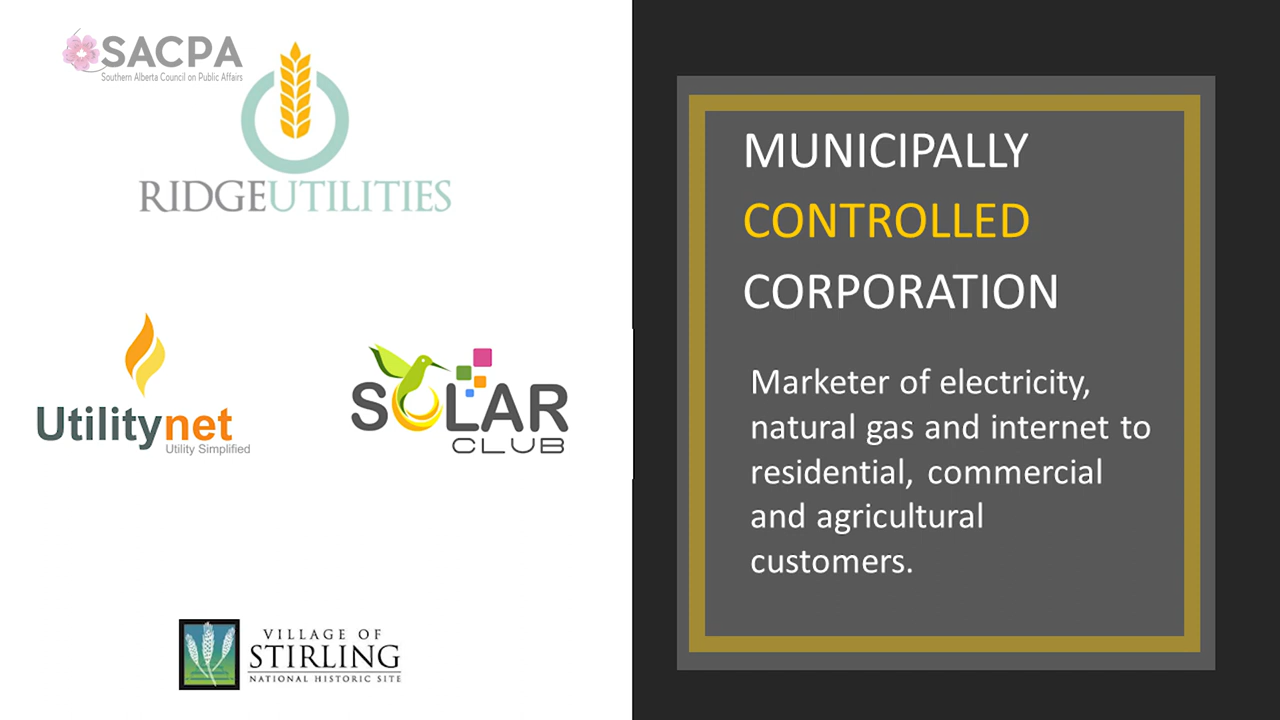 SACPA
Southern Alberta Council on Public Affairs
RIDGEUTILITIES
Utilitynet
Utility Simplified
SOLAR
CLUB
VILLAGE OF
STIRLING
NATIONAL HISTORIC SITE
MUNICIPALLY
CONTROLLED
CORPORATION
Marketer of electricity,
natural gas and internet to
residential, commercial
and agricultural
customers.